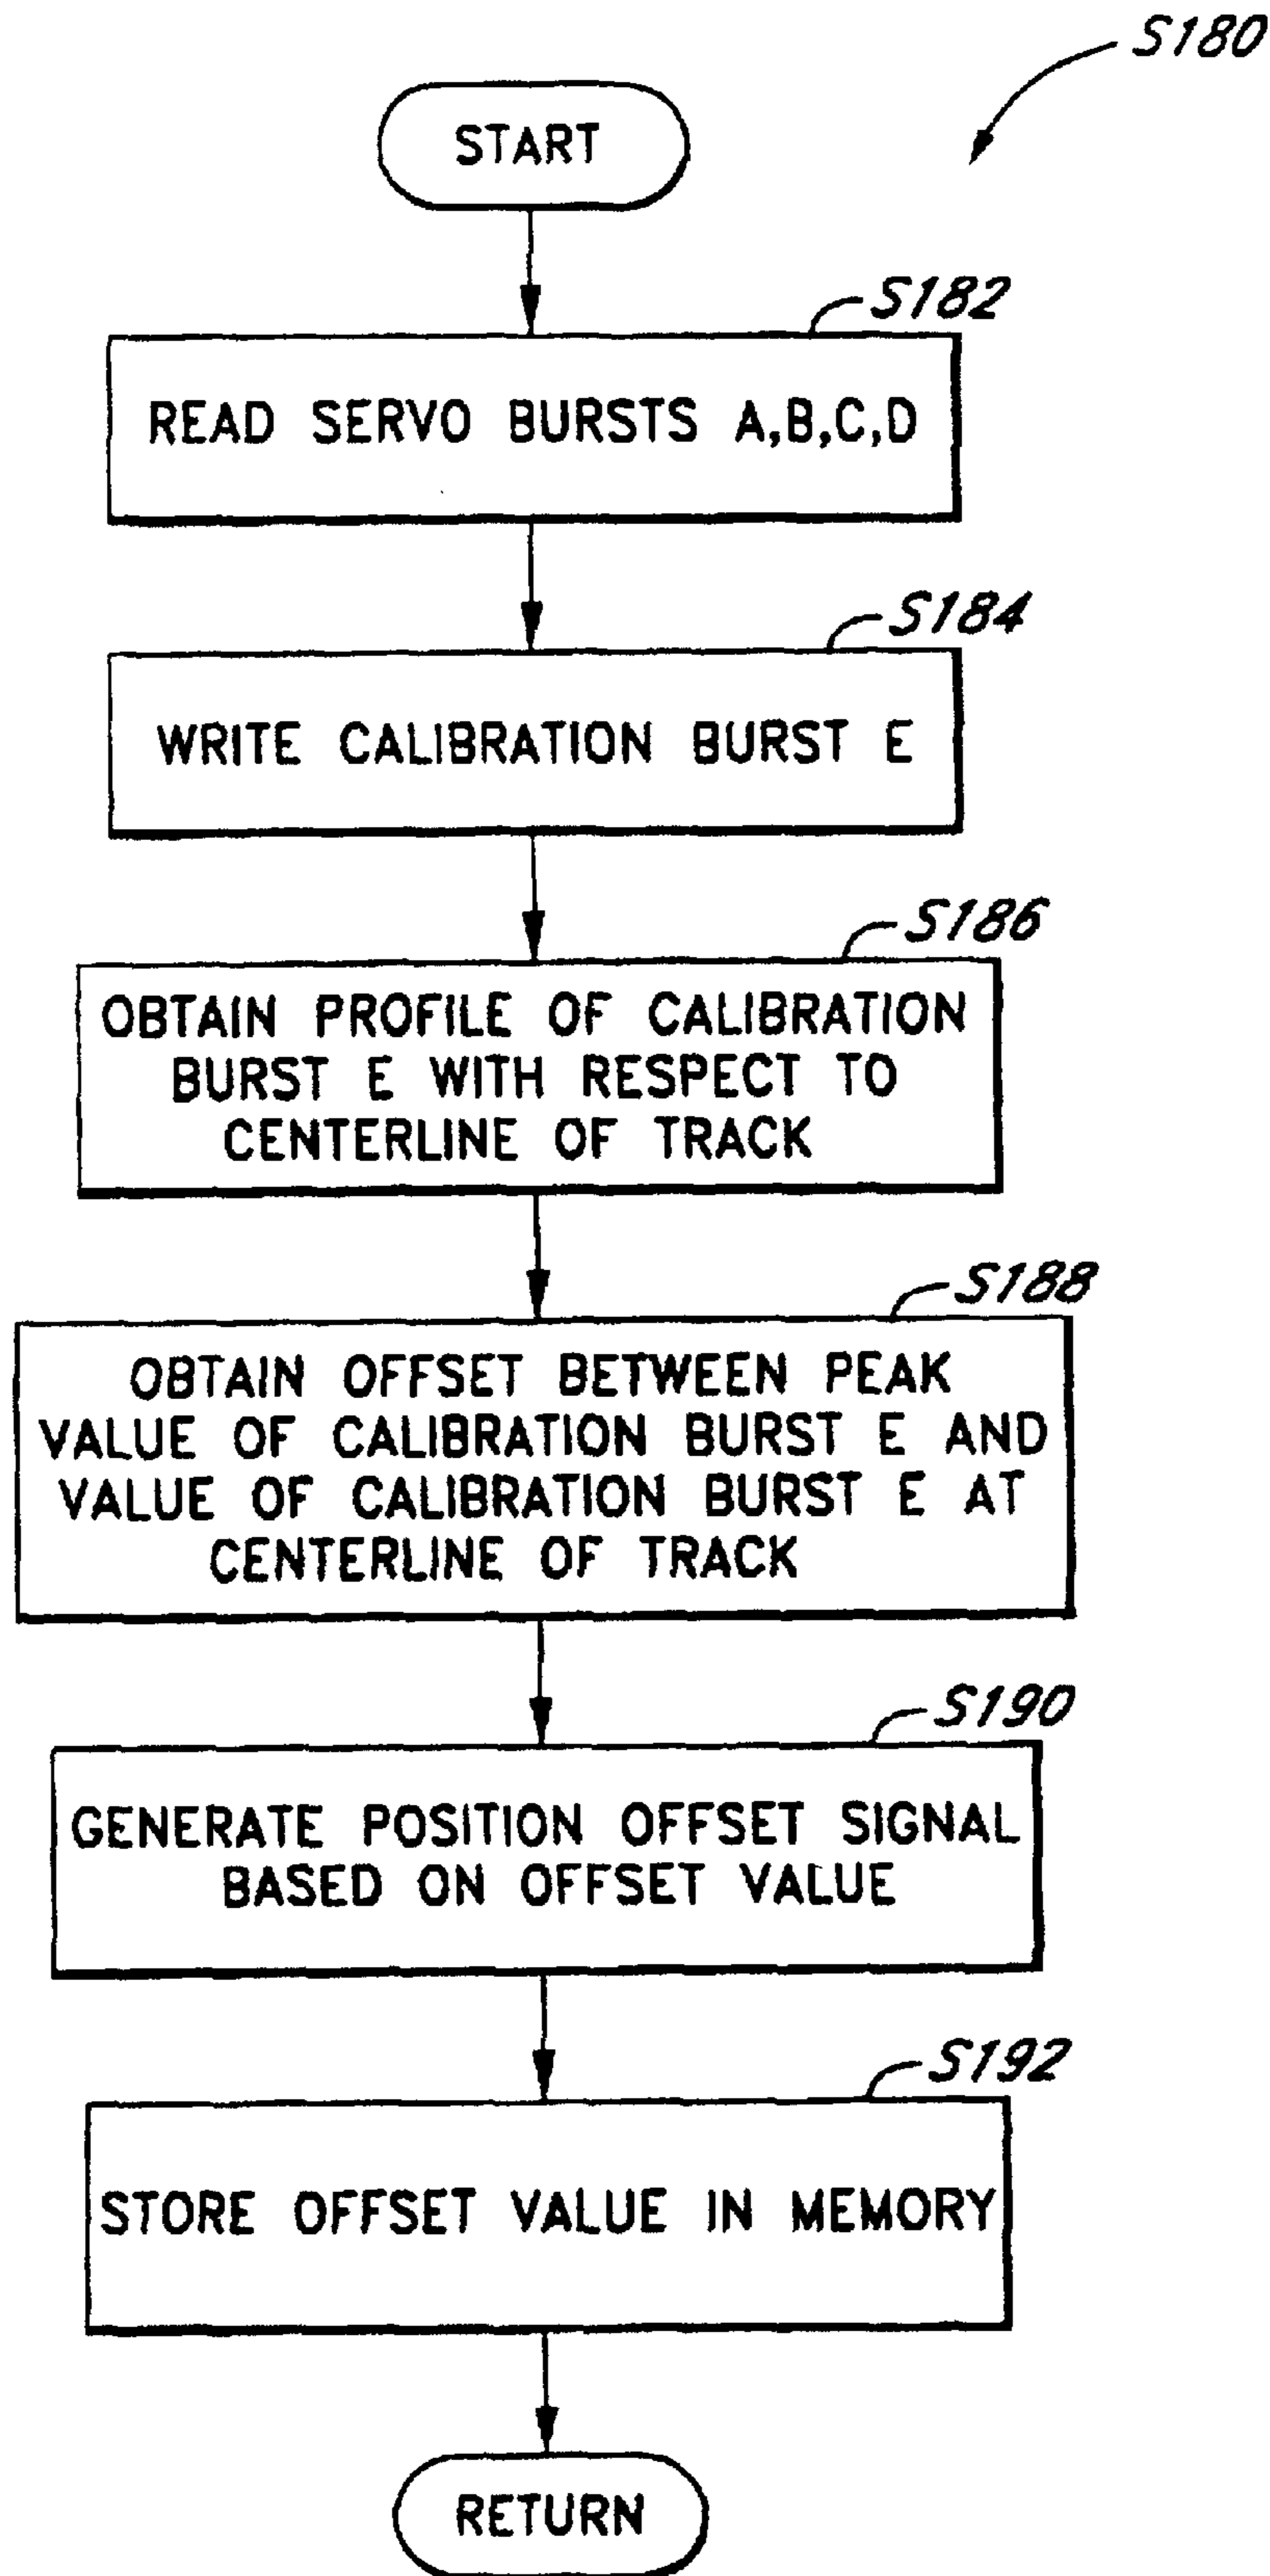 S180
START
S182
READ SERVO BURSTS A,B,C,D
S184
WRITE CALIBRATION BURST E
S186
OBTAIN PROFILE OF CALIBRATION
BURST E WITH RESPECT TO
CENTERLINE OF TRACK
S188
OBTAIN OFFSET BETWEEN PEAK
VALUE OF CALIBRATION BURST E AND
VALUE OF CALIBRATION BURST E AT
CENTERLINE OF TRACK
S190
GENERATE POSITION OFFSET SIGNAL
BASED ON OFFSET VALUE
S192
STORE OFFSET VALUE IN MEMORY
RETURN